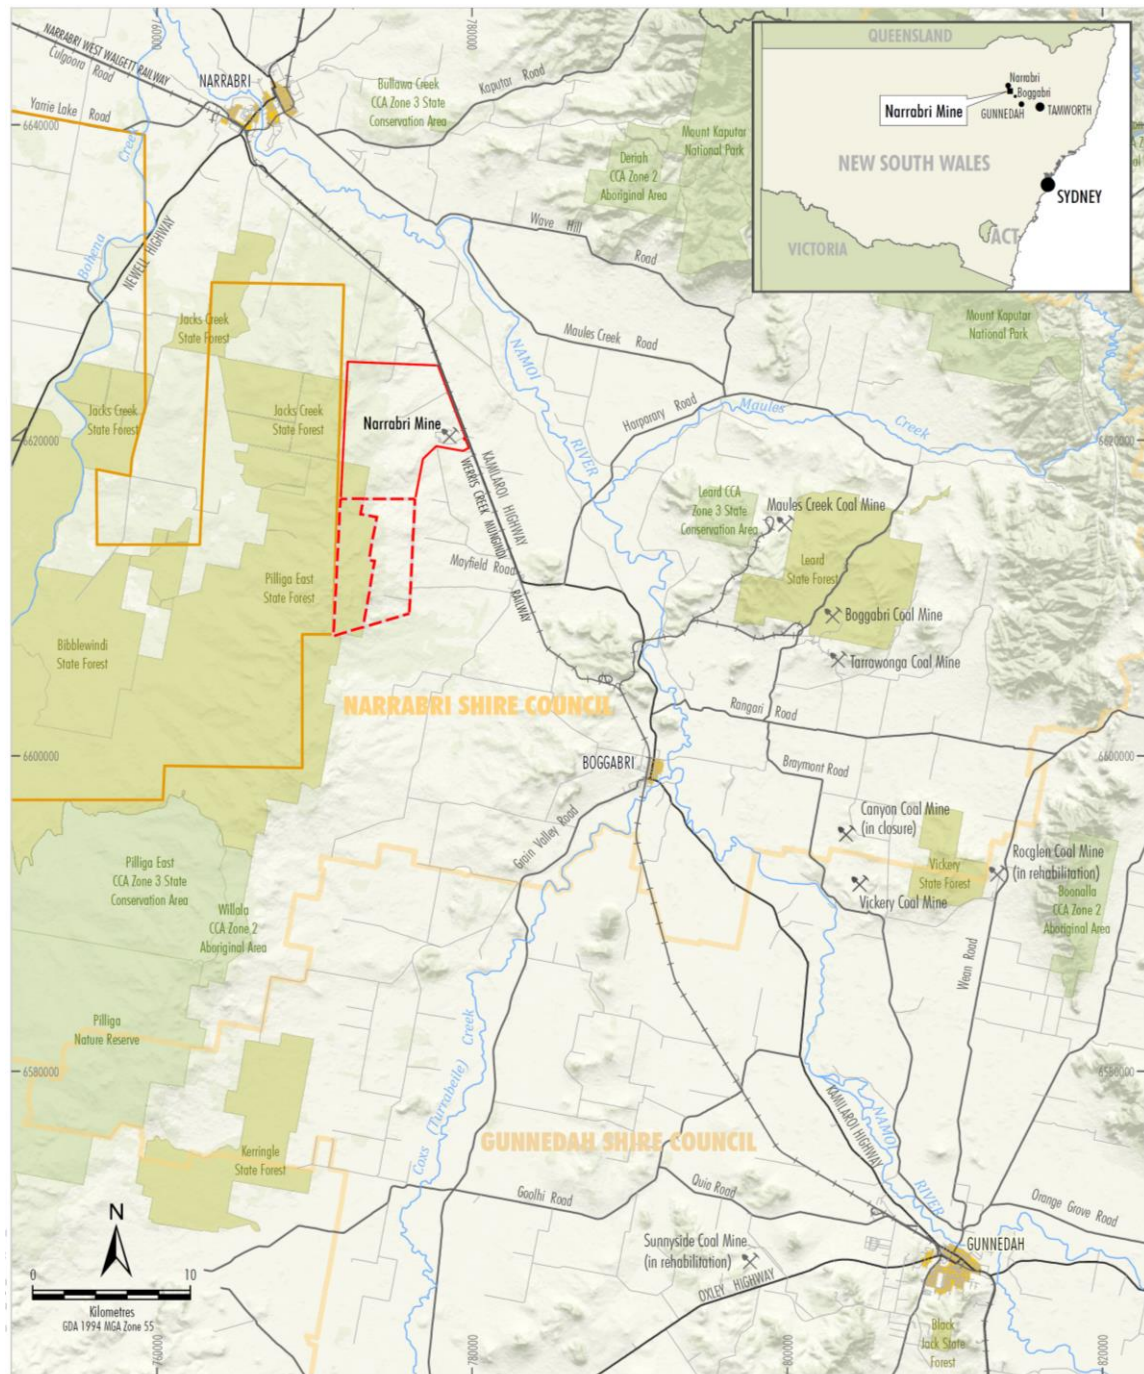 760000
780000
NARRABRI WEST WALGETT RAILWAY
Culgoora Road
NARRABRI
Yarrie Lake Road
6640000
Bullawa Creek
CCA Zone 3 State
Conservation Area
Kaputar Road
Mount Kaputar
National Park
Deriah
CCA Zone 2
Aboriginal Area
QUEENSLAND
Narrabri
Boggabri
Narrabri Mine
GUNNEDAH
TAMWORTH
NEW SOUTH WALES
SYDNEY
ACT
VICTORIA
Bohena
Creek
NEWELL HIGHWAY
Wave Hill
Road
Jacks Creek
State Forest
NAMOI
RIVER
Maules Creek Road
Mount Kaputar
National Park
Jacks Creek
State Forest
Jacks Creek
State Forest
Narrabri Mine
Harparary Road
Maules
Creek
6620000
6620000
KAMILAROI HIGHWAY
WERRIS CREEK MUNGINDI
RAILWAY
Leard CCA
Zone 3 State
Conservation Area
Maules Creek Coal Mine
Leard
State Forest
Mayfield Road
Pilliga East
State Forest
Boggabri Coal Mine
Bibblewindi
State Forest
Tarrawonga Coal Mine
NARRABRI SHIRE COUNCIL
Rangari Road
6600000
6600000
BOGGABRI
Braymont Road
Grain Valley Road
Canyon Coal Mine
(in closure)
Pilliga East
CCA Zone 3 State
Conservation Area
Vickery
State Forest
Rocglen Coal Mine
(in rehabilitation)
Vickery Coal Mine
Boonalla
CCA Zone 2
Aboriginal Area
Willala
CCA Zone 2
Aboriginal Area
Wean Road
Pilliga
Nature Reserve
Coxs (Turrabeile) Creek
6580000
6580000
KAMILAROI HIGHWAY
NAMOI
RIVER
GUNNEDAH SHIRE COUNCIL
Kerringle
State Forest
Goolhi Road
Quia Road
Orange Grove Road
N
Sunnyside Coal Mine
(in rehabilitation)
GUNNEDAH
OXLEY HIGHWAY
0 10
Kilometres
GDA 1994 MGA Zone 55
Black
Jack State
Forest
760000
780000
800000
820000